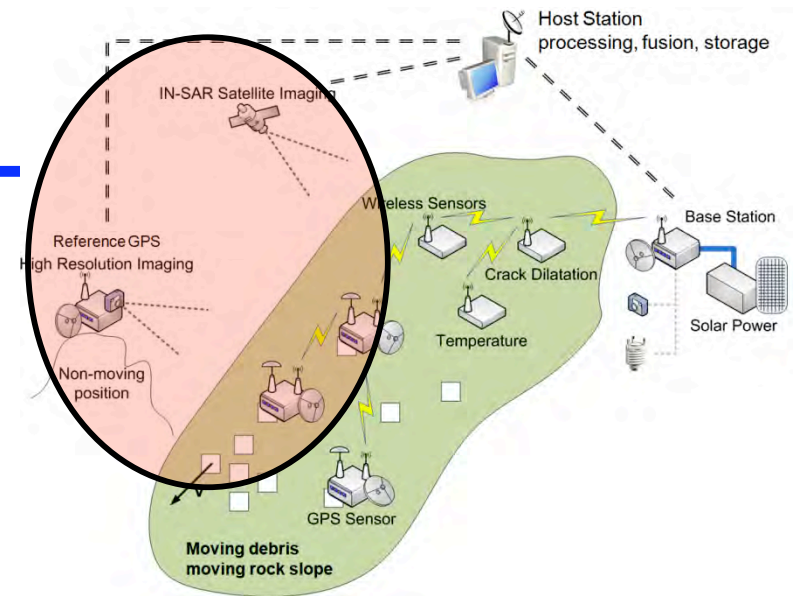 Host Station
processing, fusion, storage
IN-SAR Satellite Imaging
Wireless Sensors
Base Station
Reference GPS
High Resolution Imaging
Crack Dilatation
Solar Power
Temperature
Non-moving
position
GPS Sensor
Moving debris
moving rock slope